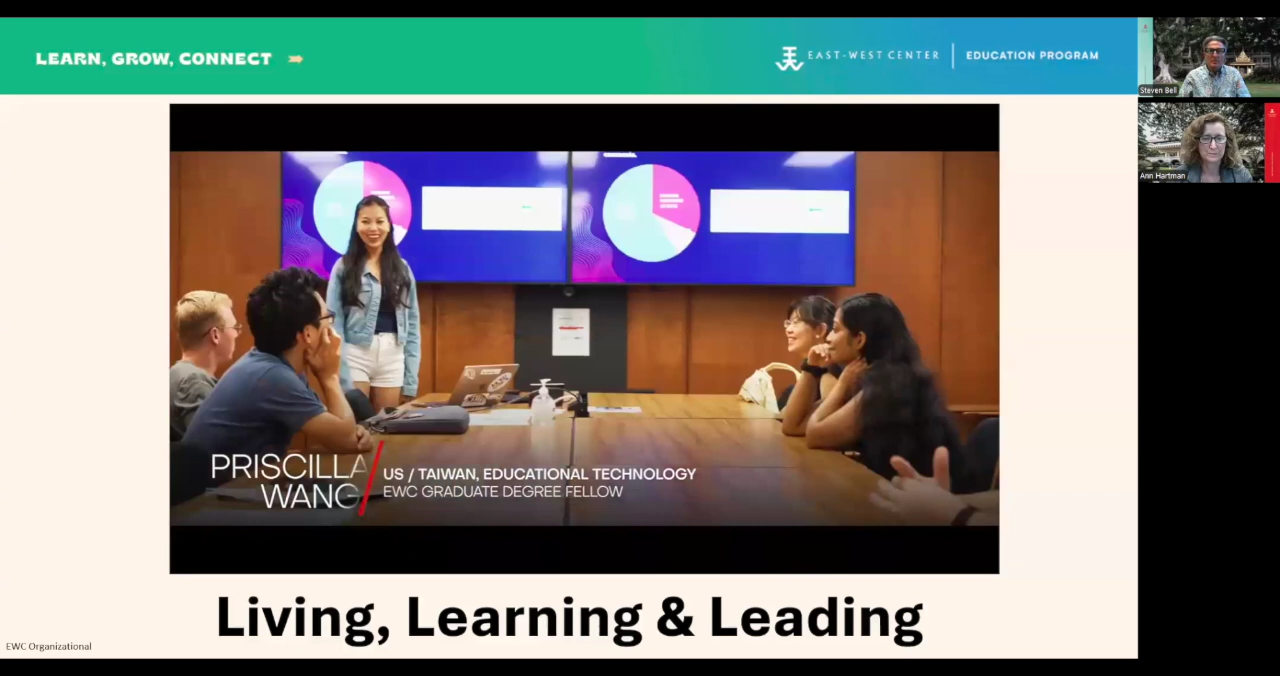 LEARN, GROW, CONNECT
EAST-WEST CENTER
EDUCATION PROGRAM
Steven Bell
Ann Hartman
PRISCILLA
WANG
US / TAIWAN, EDUCATIONAL TECHNOLOGY
EWC GRADUATE DEGREE FELLOW
Living, Learning & Leading
EWC Organizational